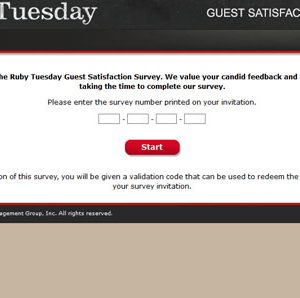 Tuesday
GUEST SATISFAC
he Ruby Tuesday Guest Satisfaction Survey. We value your candid feedback and
taking the time to complete our survey.
Please enter the survey number printed on your invitation.
- - -
Start
on of this survey, you will be given a validation code that can be used to redeem the
your survey invitation.
agement Group, Inc. All rights reserved.